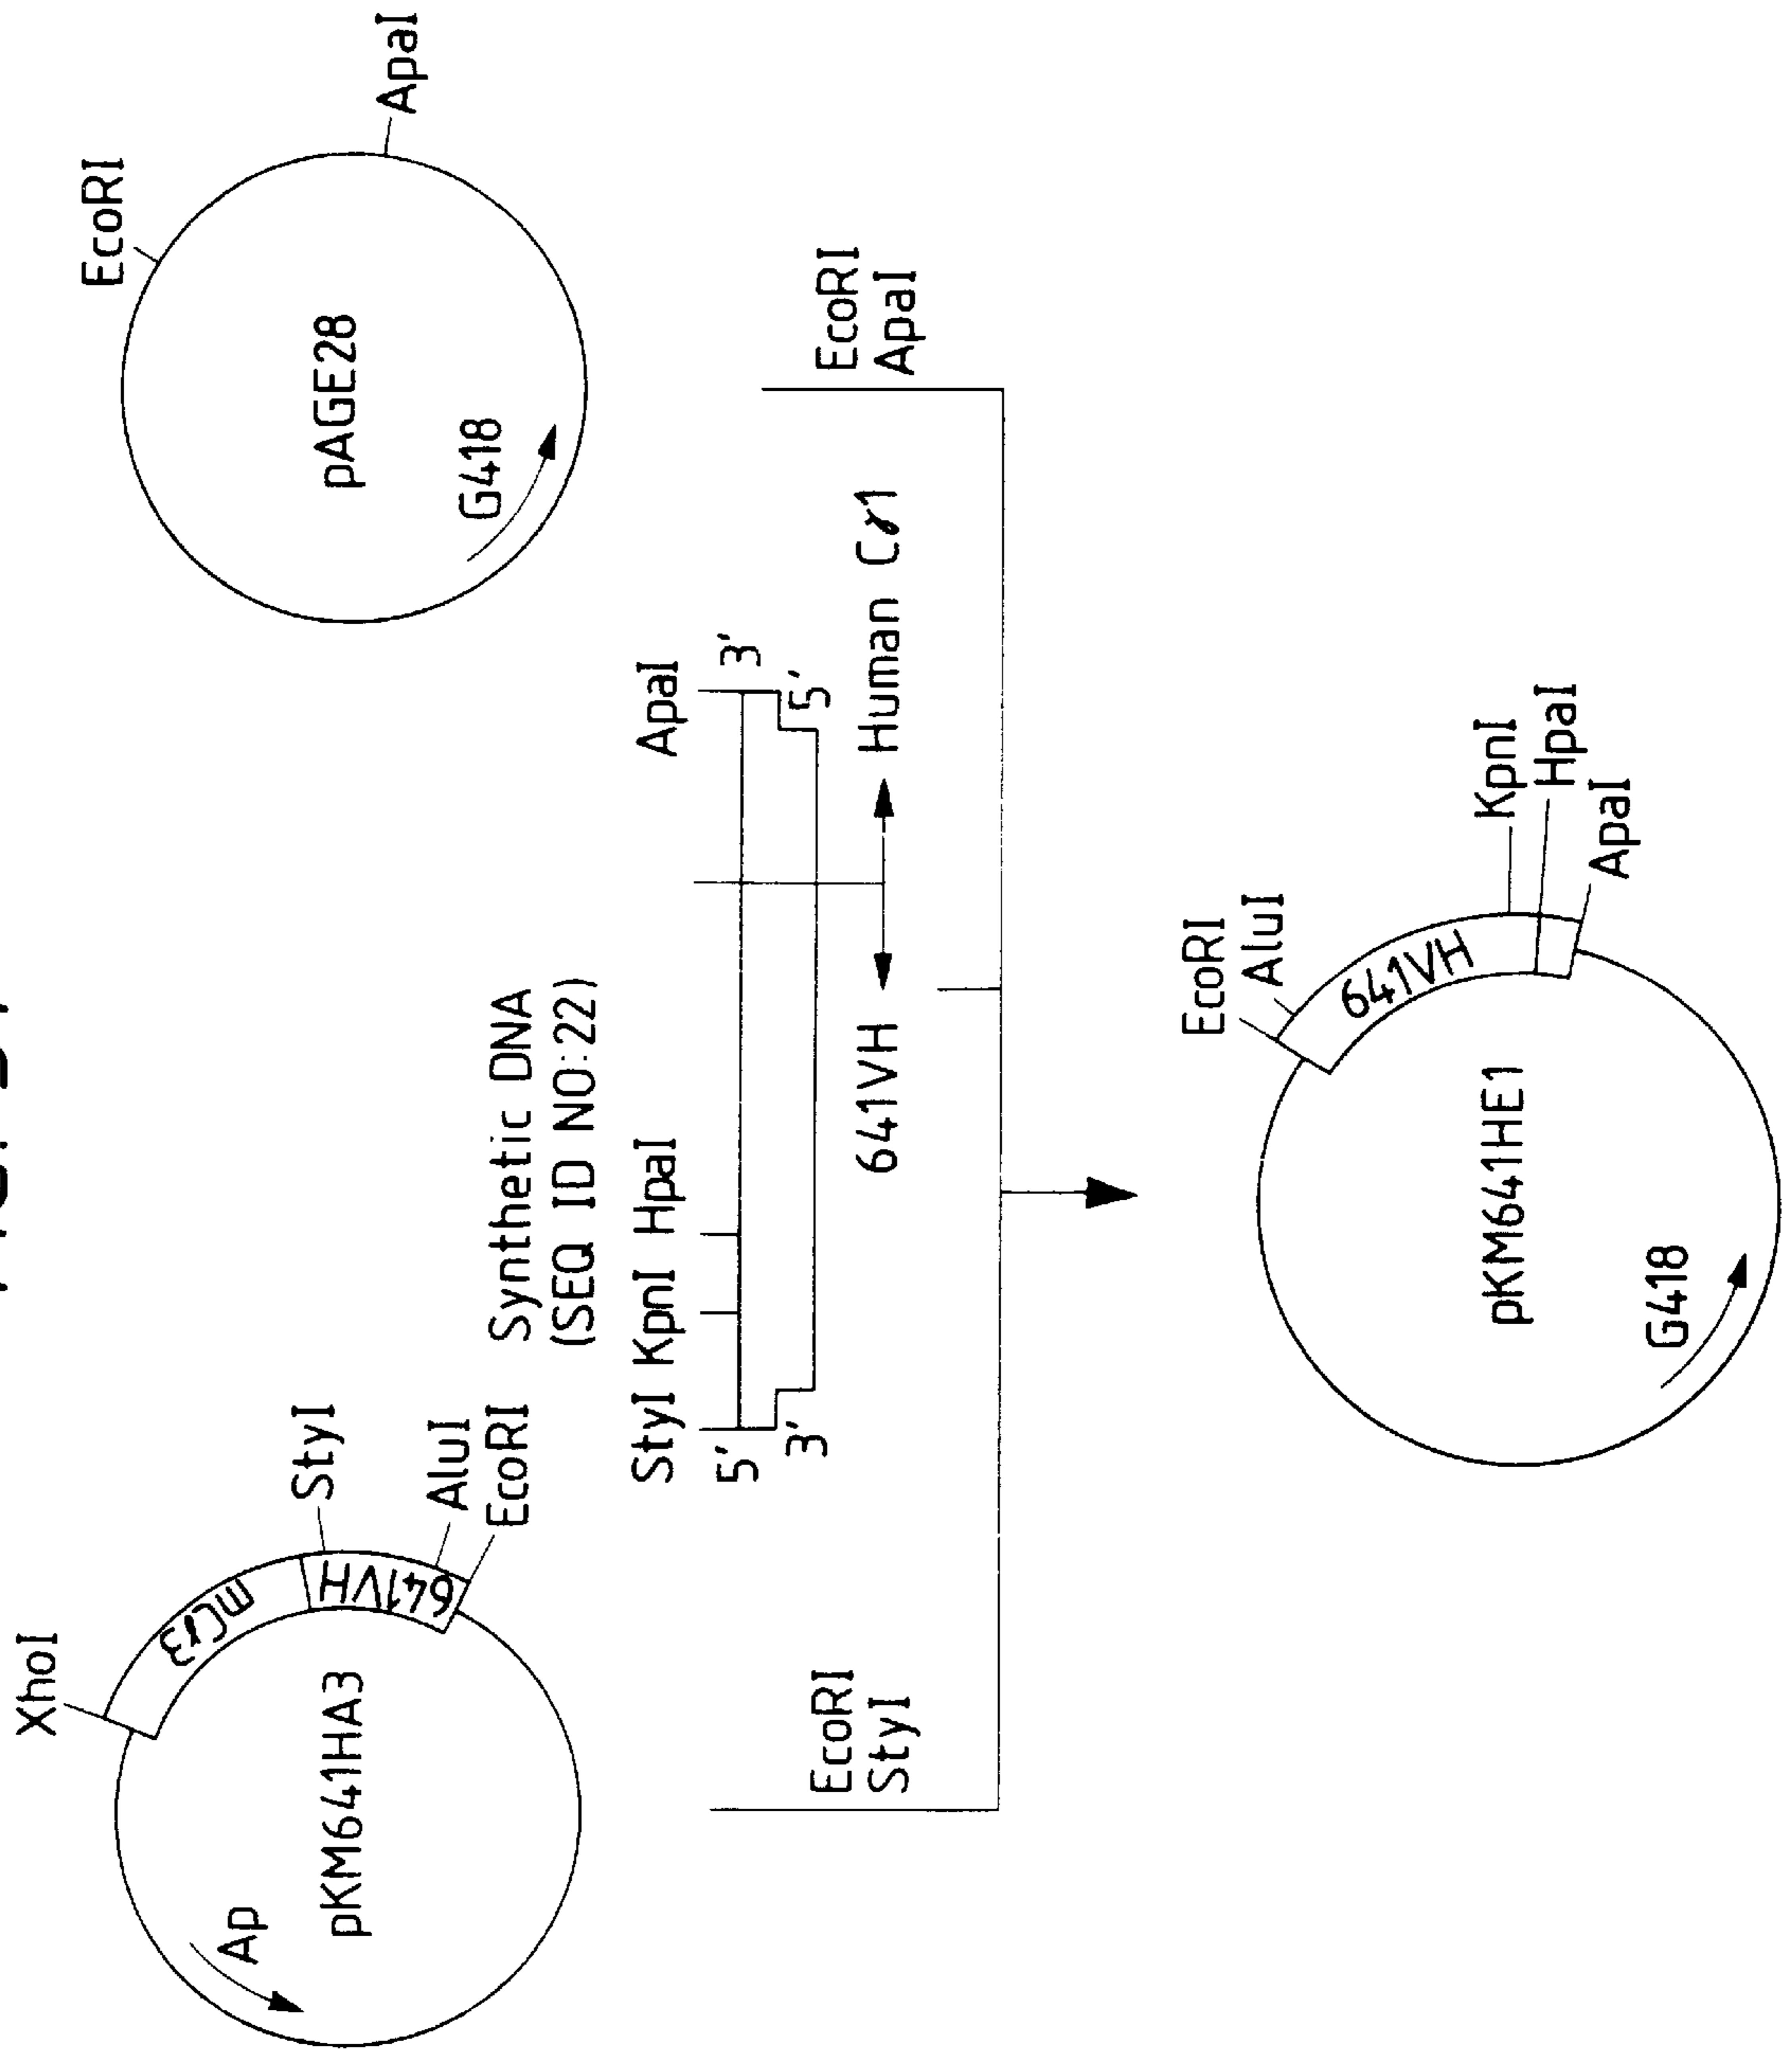 XhoI
mCγ3
StyI
641VH
AluI
EcoRI
Ap
pKM641HA3
EcoRI
ApaI
pAGE28
G418
Synthetic DNA
(SEQ ID NO:22)
StyI KpnI HpaI
ApaI
5′
3′
3′
5′
641VH
Human Cγ1
EcoRI
StyI
EcoRI
ApaI
EcoRI
AluI
641VH
KpnI
HpaI
ApaI
pKM641HE1
G418